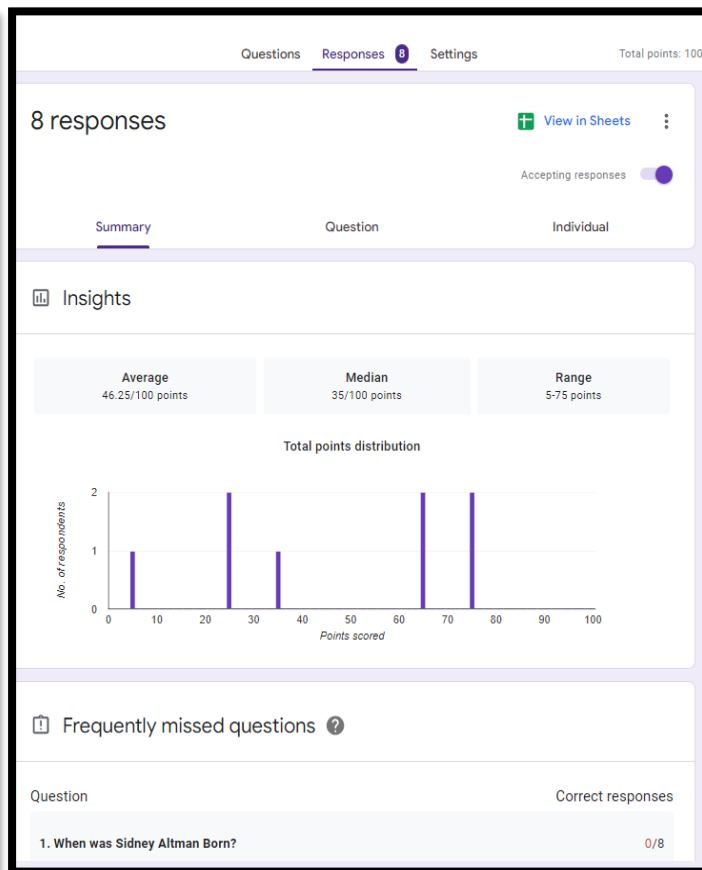 Questions Responses 8 Settings Total points: 100
8 responses View in Sheets
Accepting responses
Summary Question Individual
Insights
Average Median Range
46.25/100 points 35/100 points 5-75 points
Total points distribution
No. of respondents
2
1
0
0 10 20 30 40 50 60 70 80 90 100
Points scored
Frequently missed questions ?
Question Correct responses
1. When was Sidney Altman Born? 0/8